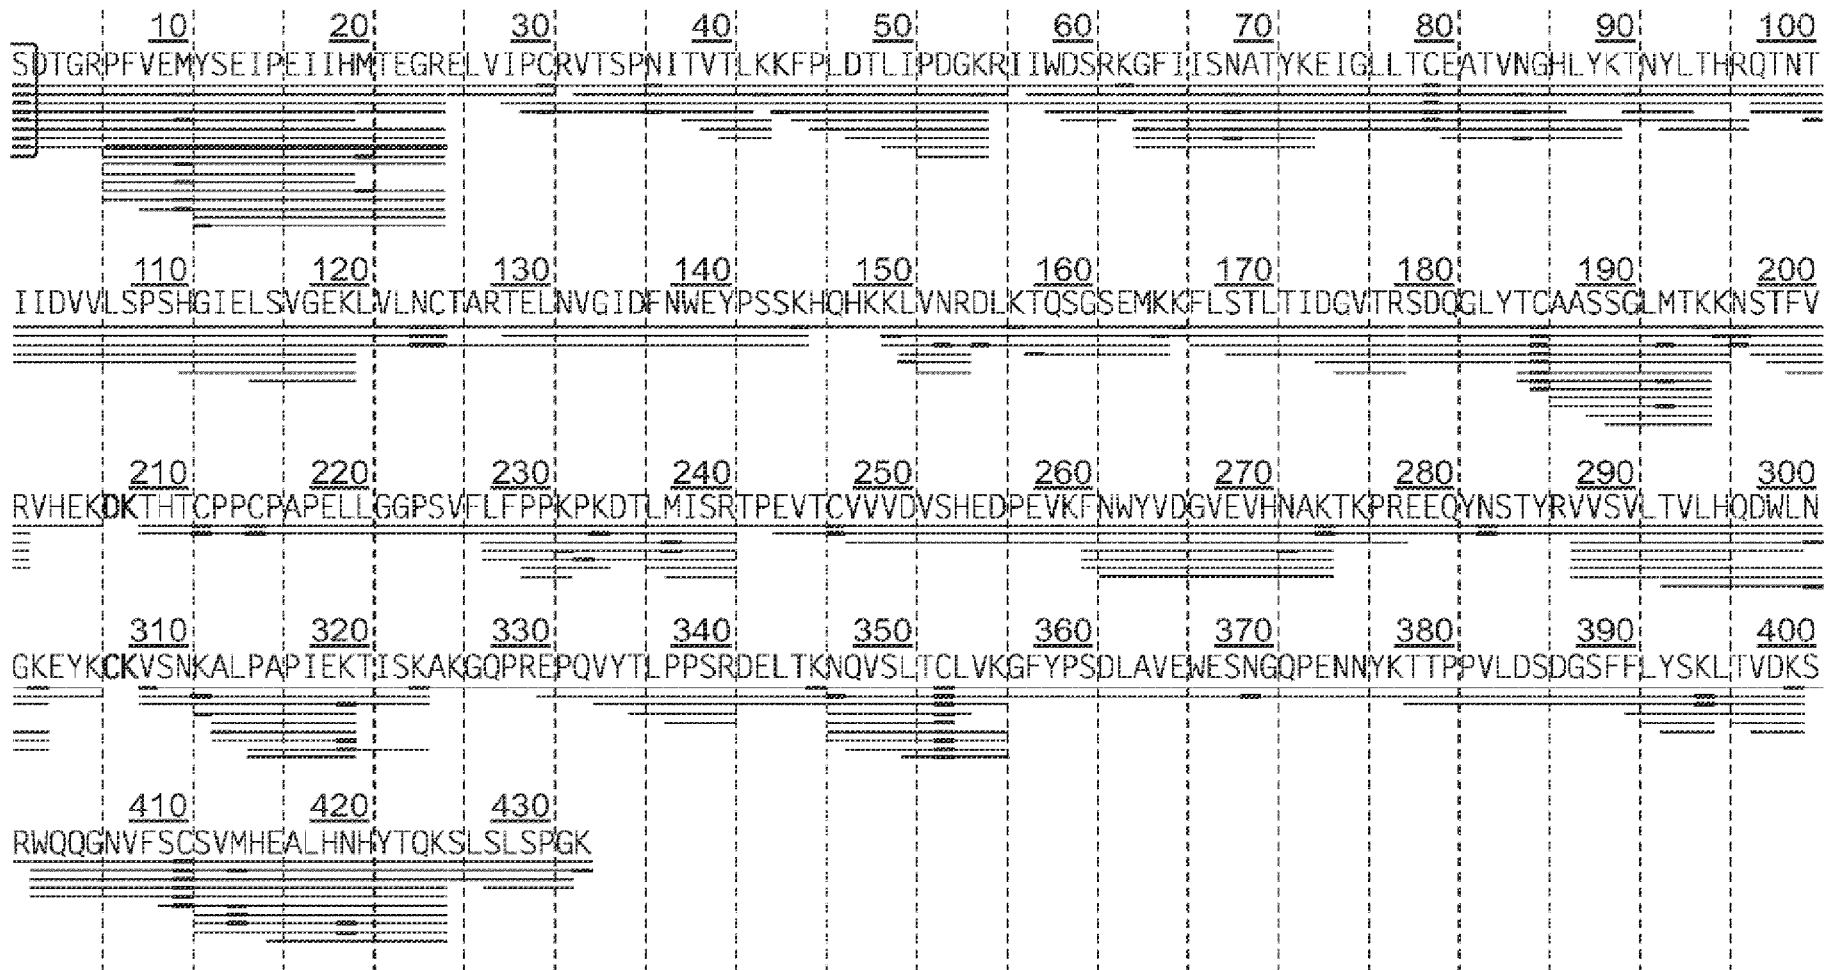 10 20 30 40 50 60 70 80 90 100
SDTGRPFVEMYSEIPEIIHMTEGRELVIPCRVTSPNITVTLKKFPLDTLIPDGKRIIWDSRKGFIISNATYKEIGLLTCEATVNGHLYKTNYLTHRQTNT
110 120 130 140 150 160 170 180 190 200
IIDVVLSPSHGIELSVGEKLVLNCTARTELNVGIDFNWEYPSSKHQHKKLVNRDLKTQSGSEMKKFLSTLTIDGVTRSDQGLYTCAASSGLMTKKNSTFV
210 220 230 240 250 260 270 280 290 300
RVHEKDKTHTCPPCPAPELLGGPSVFLFPPKPKDTLMISRTPEVTCVVVDVSHEDPEVKFNWYVDGVEVHNAKTKPREEQYNSTYRVVSVLTVLHQDWLN
310 320 330 340 350 360 370 380 390 400
GKEYKCKVSNKALPAPIEKTISKAKGQPREPQVYTLPPSRDELTKNQVSLTCLVKGFYPSDLAVEWESNGQPENNYKTTPPVLDSDGSFFLYSKLTVDKS
410 420 430
RWQQGNVFSCSVMHEALHNHYTQKSLSLSPGK